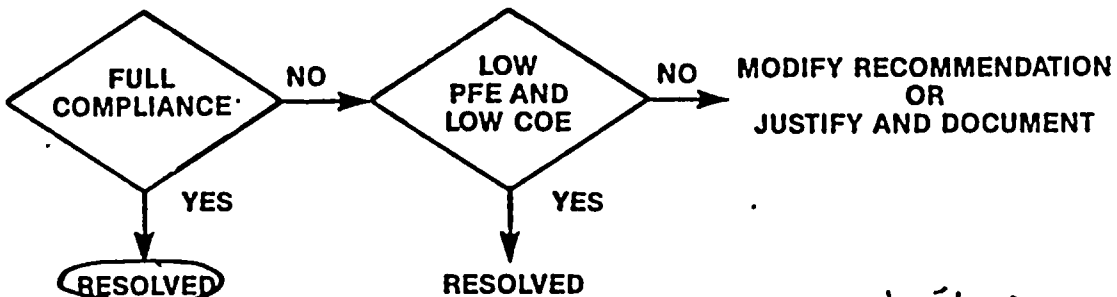 FULL
COMPLIANCE
NO
LOW
PFE AND
LOW COE
NO
MODIFY RECOMMENDATION
OR
JUSTIFY AND DOCUMENT
YES
YES
RESOLVED
RESOLVED